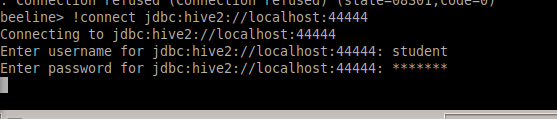 : Connection refused (Connection refused) (state=08S01,code=0)
beeline> !connect jdbc:hive2://localhost:44444
Connecting to jdbc:hive2://localhost:44444
Enter username for jdbc:hive2://localhost:44444: student
Enter password for jdbc:hive2://localhost:44444: *******